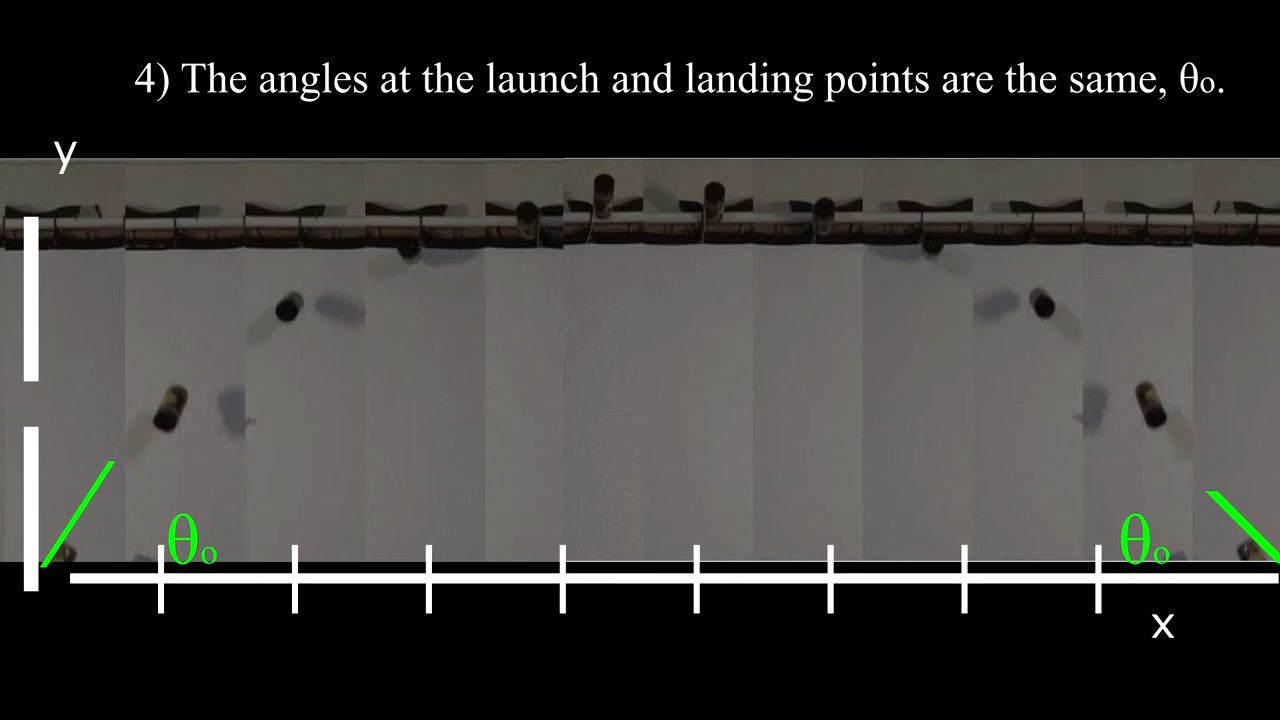 4) The angles at the launch and landing points are the same, θₒ.
y
θₒ
θₒ
x